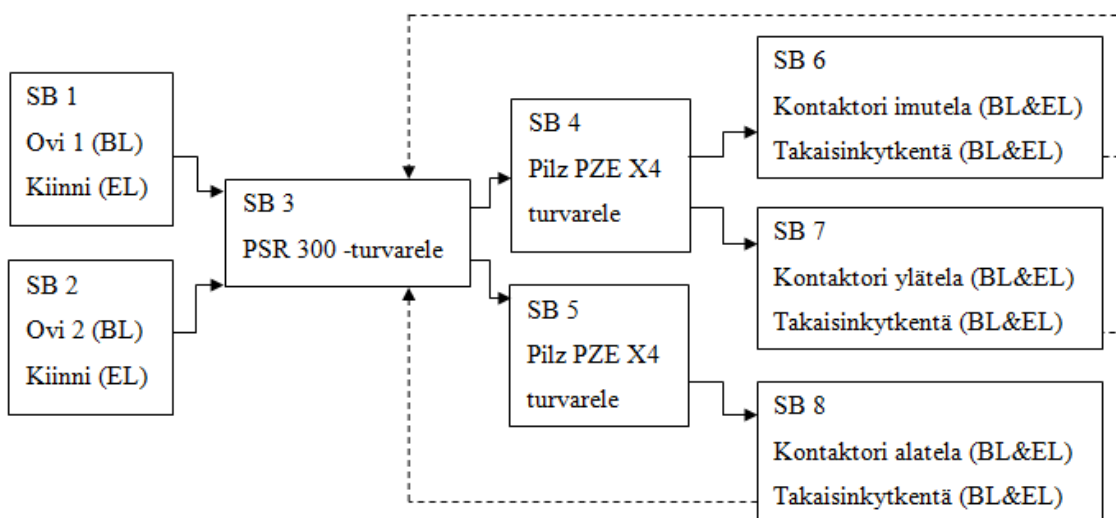 SB 1
Ovi 1 (BL)
Kiinni (EL)
SB 2
Ovi 2 (BL)
Kiinni (EL)
SB 3
PSR 300 -turvarele
SB 4
Pilz PZE X4
turvarele
SB 5
Pilz PZE X4
turvarele
SB 6
Kontaktori imutela (BL&EL)
Takaisinkytkentä (BL&EL)
SB 7
Kontaktori ylätela (BL&EL)
Takaisinkytkentä (BL&EL)
SB 8
Kontaktori alatela (BL&EL)
Takaisinkytkentä (BL&EL)